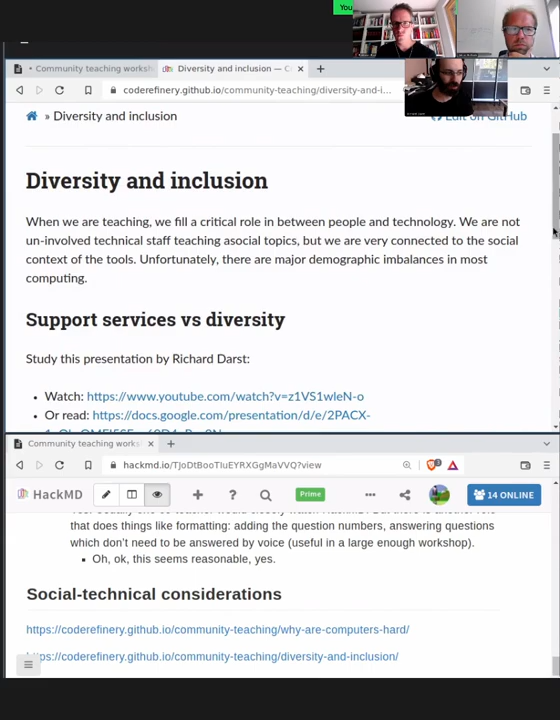 You
Community teaching worksh
Diversity and inclusion — C
coderefinery.github.io/community-teaching/diversity-and-i...
» Diversity and inclusion
Edit on GitHub
Diversity and inclusion
When we are teaching, we fill a critical role in between people and technology. We are not
un-involved technical staff teaching asocial topics, but we are very connected to the social
context of the tools. Unfortunately, there are major demographic imbalances in most
computing.
Support services vs diversity
Study this presentation by Richard Darst:
Watch: https://www.youtube.com/watch?v=z1VS1wleN-o
Or read: https://docs.google.com/presentation/d/e/2PACX-
Community teaching works
hackmd.io/TJoDtBooTIuEYRXGgMaVVQ?view
HackMD
Prime
14 ONLINE
that does things like formatting: adding the question numbers, answering questions
which don't need to be answered by voice (useful in a large enough workshop).
Oh, ok, this seems reasonable, yes.
Social-technical considerations
https://coderefinery.github.io/community-teaching/why-are-computers-hard/
https://coderefinery.github.io/community-teaching/diversity-and-inclusion/